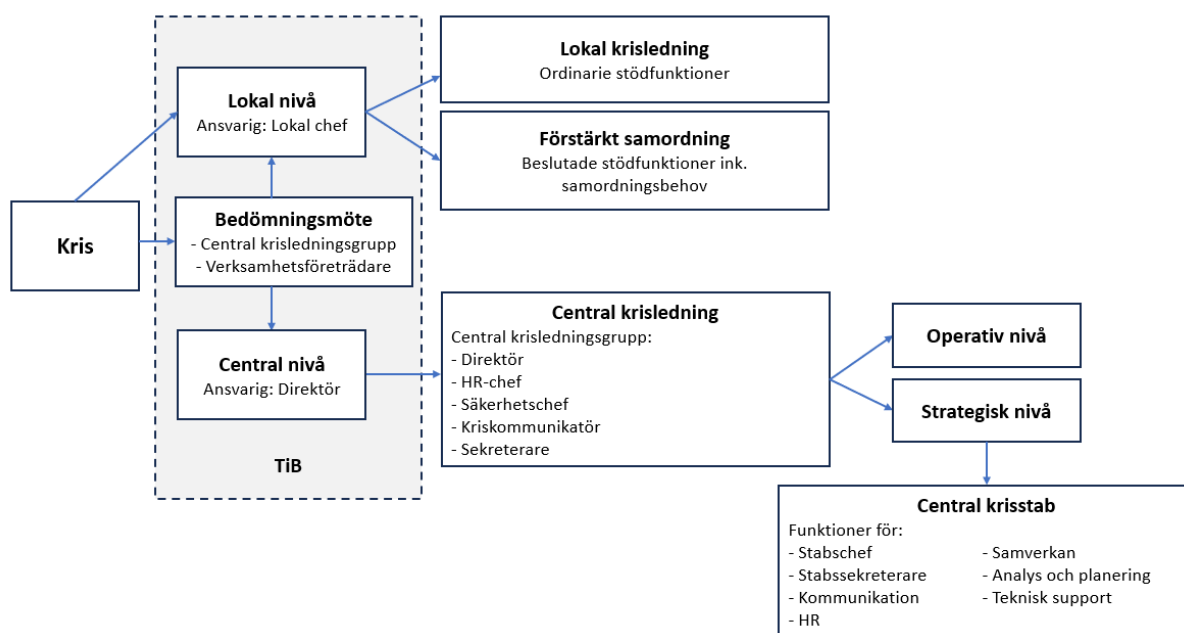 Kris
Lokal nivå
Ansvarig: Lokal chef
Bedömningsmöte
- Central krisledningsgrupp
- Verksamhetsföreträdare
Central nivå
Ansvarig: Direktör
TiB
Lokal krisledning
Ordinarie stödfunktioner
Förstärkt samordning
Beslutade stödfunktioner ink.
samordningsbehov
Central krisledning
Central krisledningsgrupp:
- Direktör
- HR-chef
- Säkerhetschef
- Kriskommunikatör
- Sekreterare
Operativ nivå
Strategisk nivå
Central krisstab
Funktioner för:
- Stabschef
- Stabssekreterare
- Kommunikation
- HR
- Samverkan
- Analys och planering
- Teknisk support